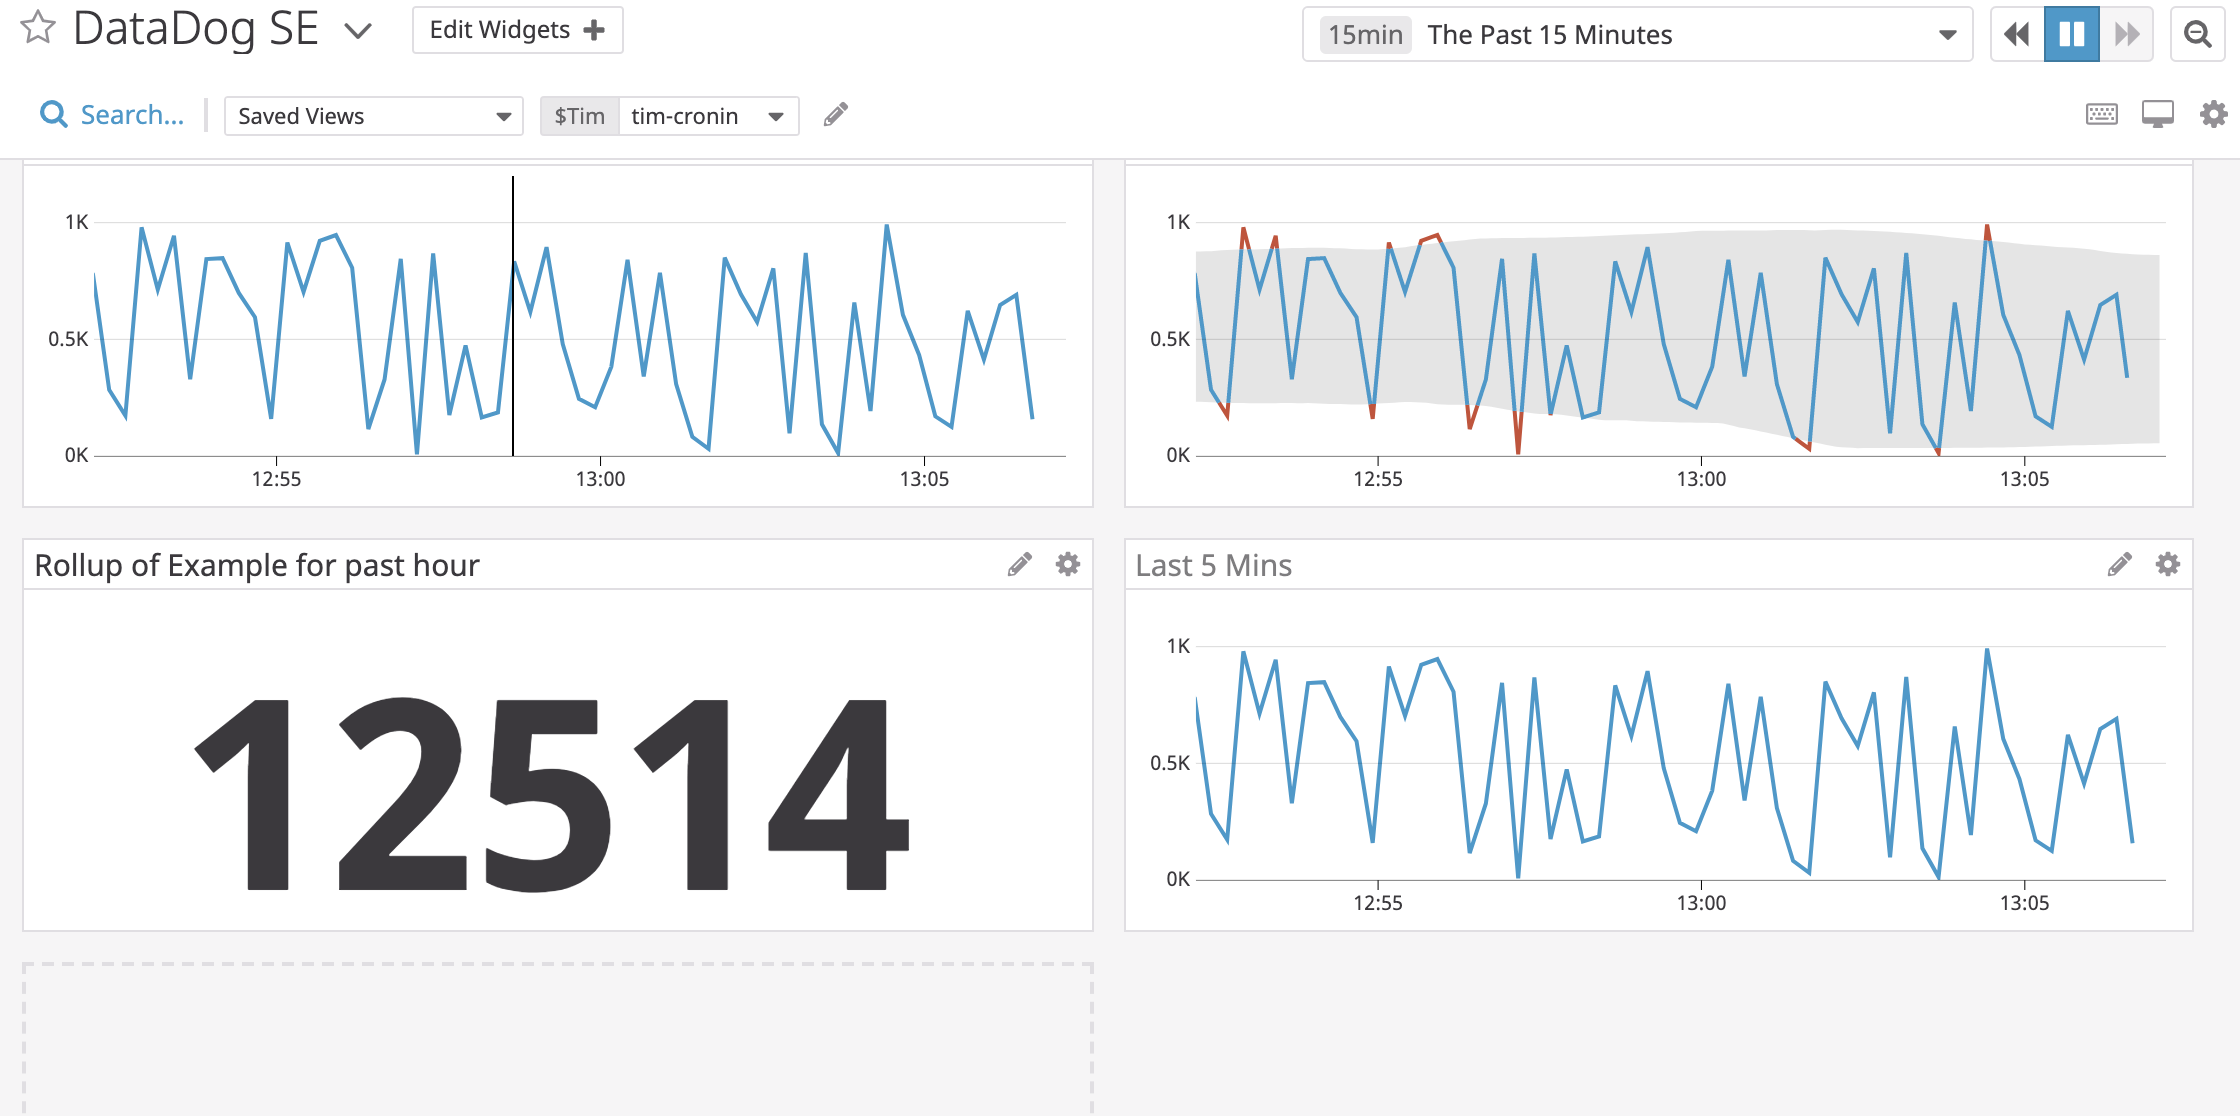 DataDog SE
Edit Widgets
15min The Past 15 Minutes
Search...
Saved Views
$Tim tim-cronin
1K
0.5K
0K
12:55 13:00 13:05
1K
0.5K
0K
12:55 13:00 13:05
Rollup of Example for past hour
12514
Last 5 Mins
1K
0.5K
0K
12:55 13:00 13:05